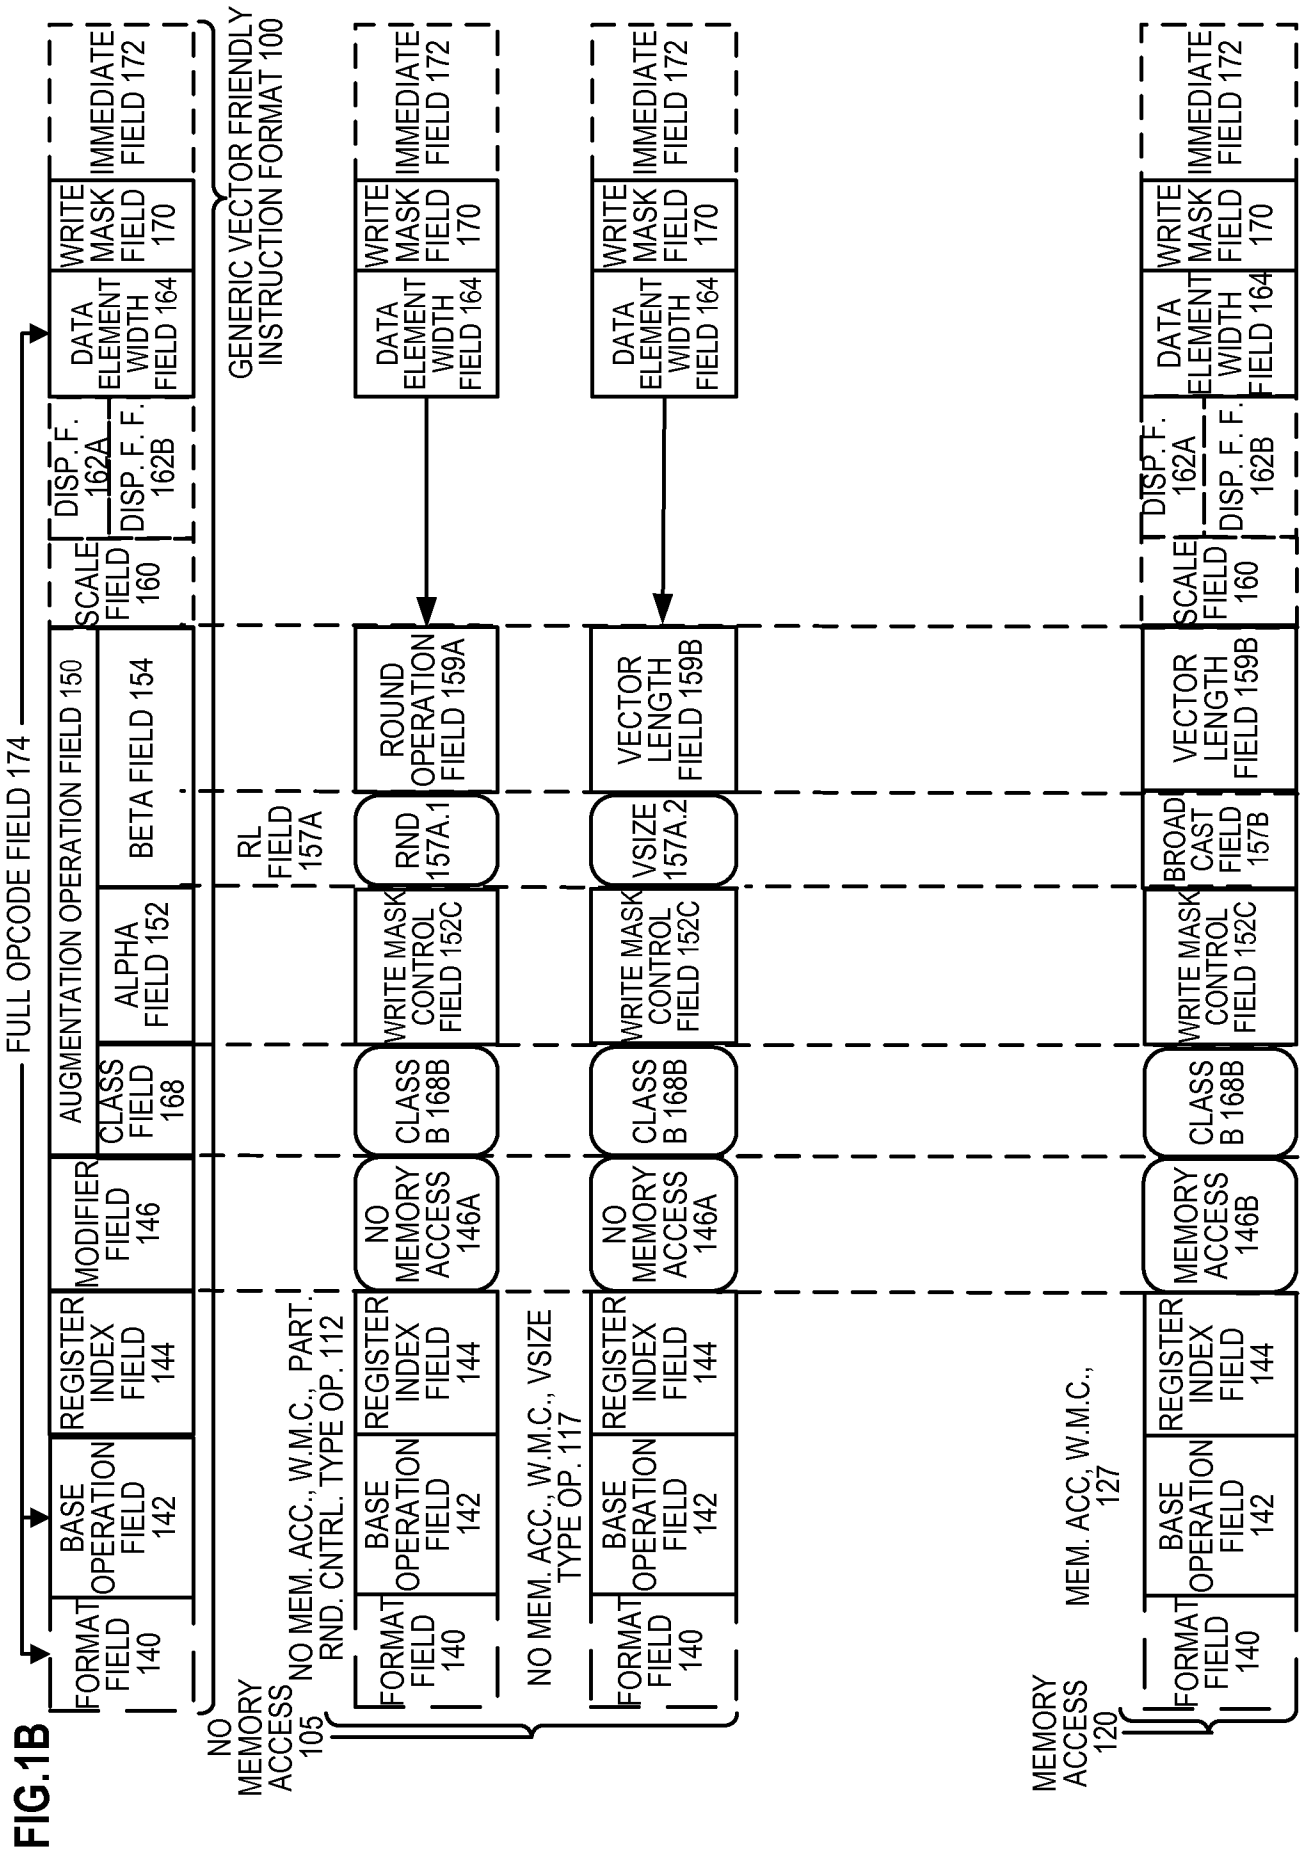 FIG.1B
FULL OPCODE FIELD 174
FORMAT
FIELD
140
BASE
OPERATION
FIELD
142
REGISTER
INDEX
FIELD
144
MODIFIER
FIELD
146
AUGMENTATION OPERATION FIELD 150
CLASS
FIELD
168
ALPHA
FIELD 152
BETA FIELD 154
SCALE
FIELD
160
DISP. F.
162A
DISP. F. F.
162B
DATA
ELEMENT
WIDTH
FIELD 164
WRITE
MASK
FIELD
170
IMMEDIATE
FIELD 172
GENERIC VECTOR FRIENDLY
INSTRUCTION FORMAT 100
NO
MEMORY
ACCESS
105
NO MEM. ACC., W.M.C., PART.
RND. CNTRL. TYPE OP. 112
RL
FIELD
157A
FORMAT
FIELD
140
BASE
OPERATION
FIELD
142
REGISTER
INDEX
FIELD
144
NO
MEMORY
ACCESS
146A
CLASS
B 168B
WRITE MASK
CONTROL
FIELD 152C
RND
157A.1
ROUND
OPERATION
FIELD 159A
DATA
ELEMENT
WIDTH
FIELD 164
WRITE
MASK
FIELD
170
IMMEDIATE
FIELD 172
NO MEM. ACC., W.M.C., VSIZE
TYPE OP. 117
FORMAT
FIELD
140
BASE
OPERATION
FIELD
142
REGISTER
INDEX
FIELD
144
NO
MEMORY
ACCESS
146A
CLASS
B 168B
WRITE MASK
CONTROL
FIELD 152C
VSIZE
157A.2
VECTOR
LENGTH
FIELD 159B
DATA
ELEMENT
WIDTH
FIELD 164
WRITE
MASK
FIELD
170
IMMEDIATE
FIELD 172
MEMORY
ACCESS
120
MEM. ACC, W.M.C.,
127
FORMAT
FIELD
140
BASE
OPERATION
FIELD
142
REGISTER
INDEX
FIELD
144
MEMORY
ACCESS
146B
CLASS
B 168B
WRITE MASK
CONTROL
FIELD 152C
BROAD
CAST
FIELD
157B
VECTOR
LENGTH
FIELD 159B
SCALE
FIELD
160
DISP. F.
162A
DISP. F. F.
162B
DATA
ELEMENT
WIDTH
FIELD 164
WRITE
MASK
FIELD
170
IMMEDIATE
FIELD 172